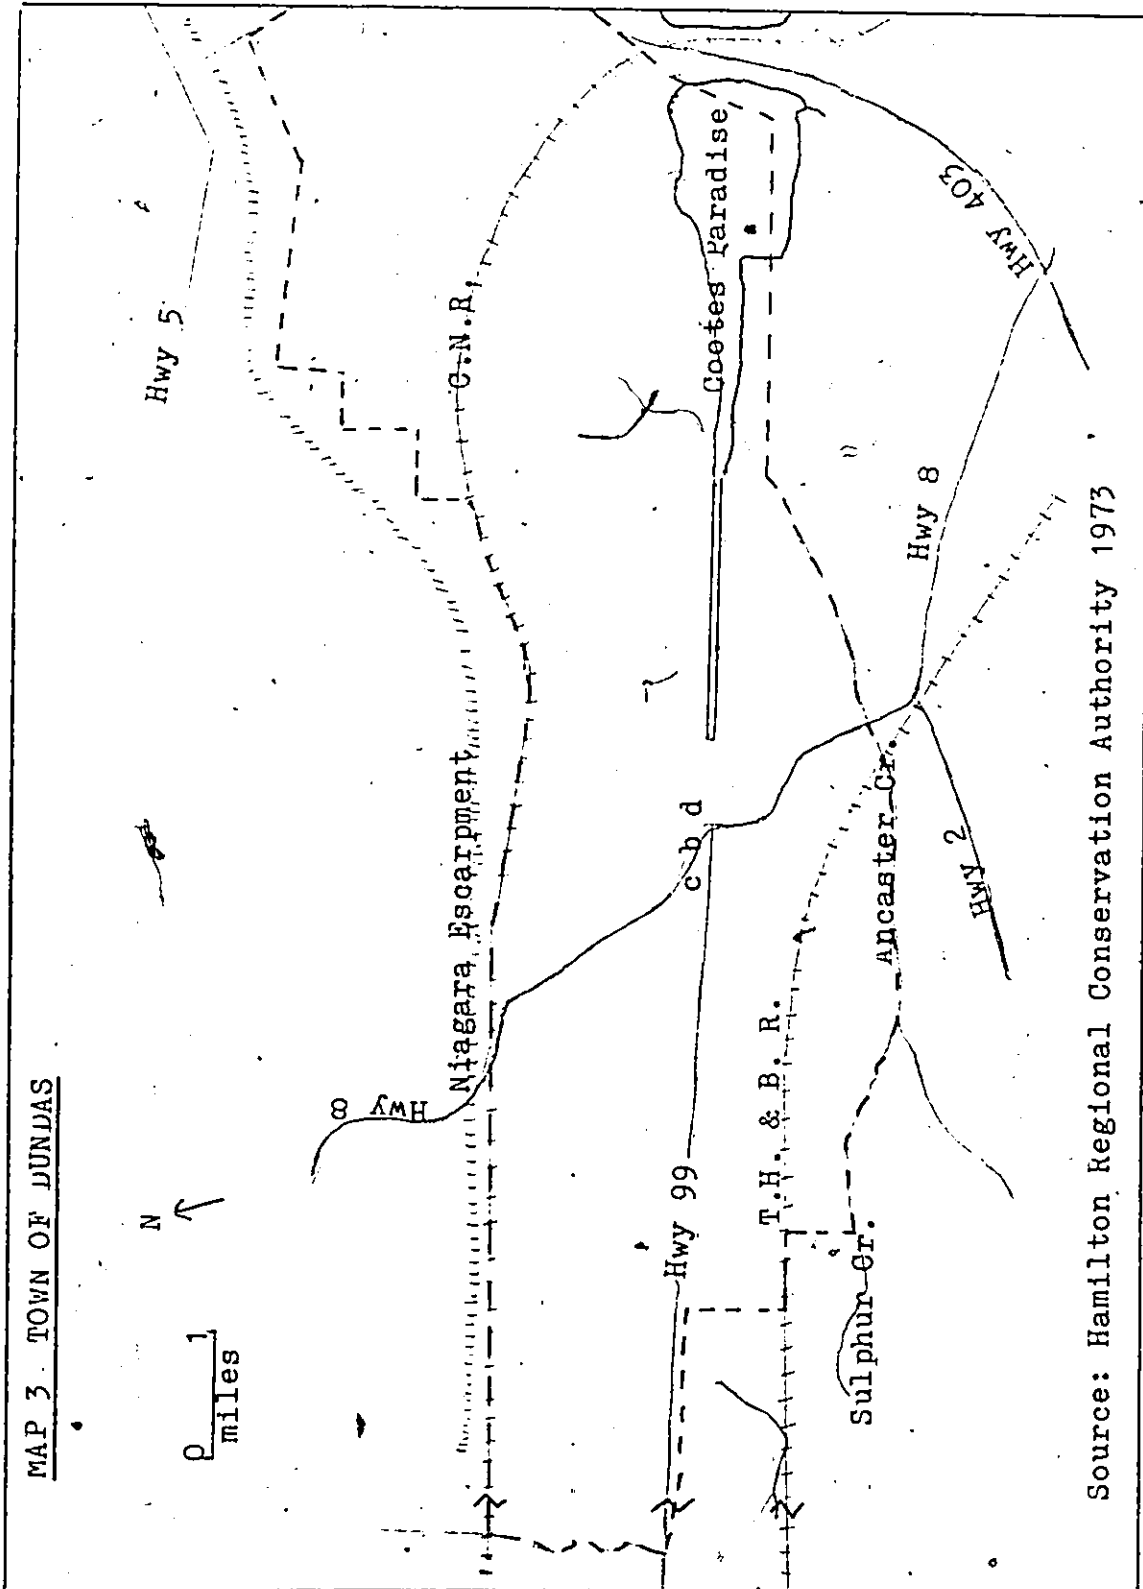 MAP 3 TOWN OF DUNDAS
N
0 1
miles
Hwy 5
Hwy 8
Niagara Escarpment
C.N.R.
Cootes Paradise
Hwy 403
Hwy 99
c b d
T.H. & B. R.
Ancaster Cr.
Hwy 8
Hwy 2
Sulphur Cr.
Source: Hamilton Regional Conservation Authority 1973